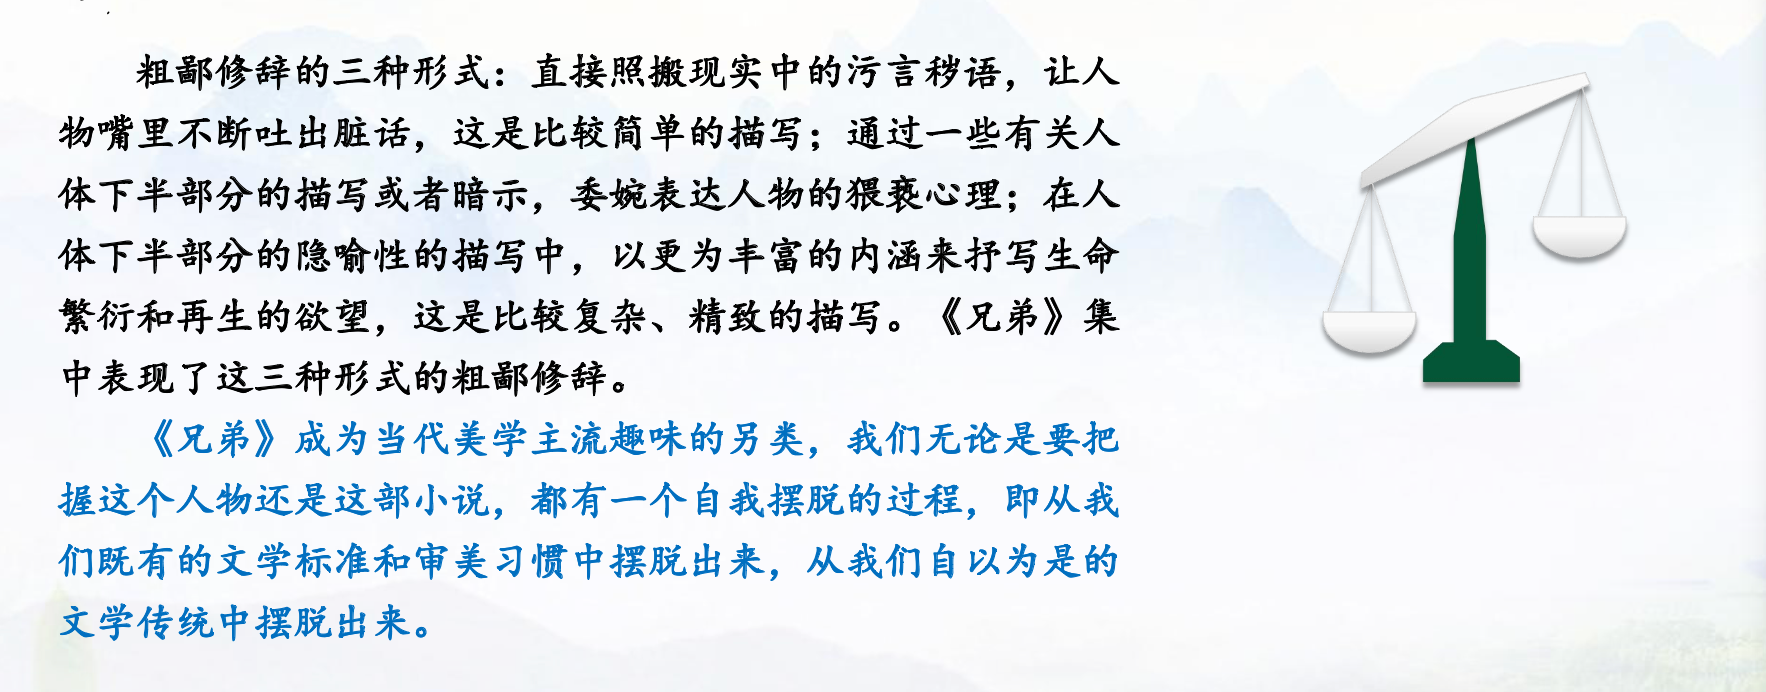 粗鄙修辞的三种形式：直接照搬现实中的污言秽语，让人
物嘴里不断吐出脏话，这是比较简单的描写；通过一些有关人
体下半部分的描写或者暗示，委婉表达人物的猥亵心理；在人
体下半部分的隐喻性的描写中，以更为丰富的内涵来抒写生命
繁衍和再生的欲望，这是比较复杂、精致的描写。《兄弟》集
中表现了这三种形式的粗鄙修辞。
《兄弟》成为当代美学主流趣味的另类，我们无论是要把
握这个人物还是这部小说，都有一个自我摆脱的过程，即从我
们既有的文学标准和审美习惯中摆脱出来，从我们自以为是的
文学传统中摆脱出来。